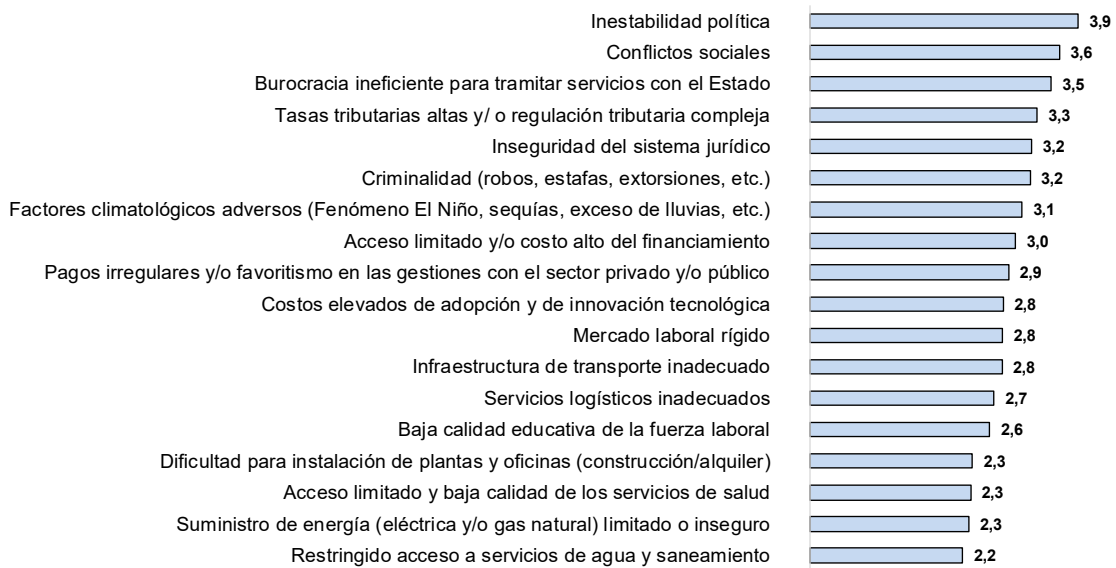 Inestabilidad política 3,9
Conflictos sociales 3,6
Burocracia ineficiente para tramitar servicios con el Estado 3,5
Tasas tributarias altas y/ o regulación tributaria compleja 3,3
Inseguridad del sistema jurídico 3,2
Criminalidad (robos, estafas, extorsiones, etc.) 3,2
Factores climatológicos adversos (Fenómeno El Niño, sequías, exceso de lluvias, etc.) 3,1
Acceso limitado y/o costo alto del financiamiento 3,0
Pagos irregulares y/o favoritismo en las gestiones con el sector privado y/o público 2,9
Costos elevados de adopción y de innovación tecnológica 2,8
Mercado laboral rígido 2,8
Infraestructura de transporte inadecuado 2,8
Servicios logísticos inadecuados 2,7
Baja calidad educativa de la fuerza laboral 2,6
Dificultad para instalación de plantas y oficinas (construcción/alquiler) 2,3
Acceso limitado y baja calidad de los servicios de salud 2,3
Suministro de energía (eléctrica y/o gas natural) limitado o inseguro 2,3
Restringido acceso a servicios de agua y saneamiento 2,2